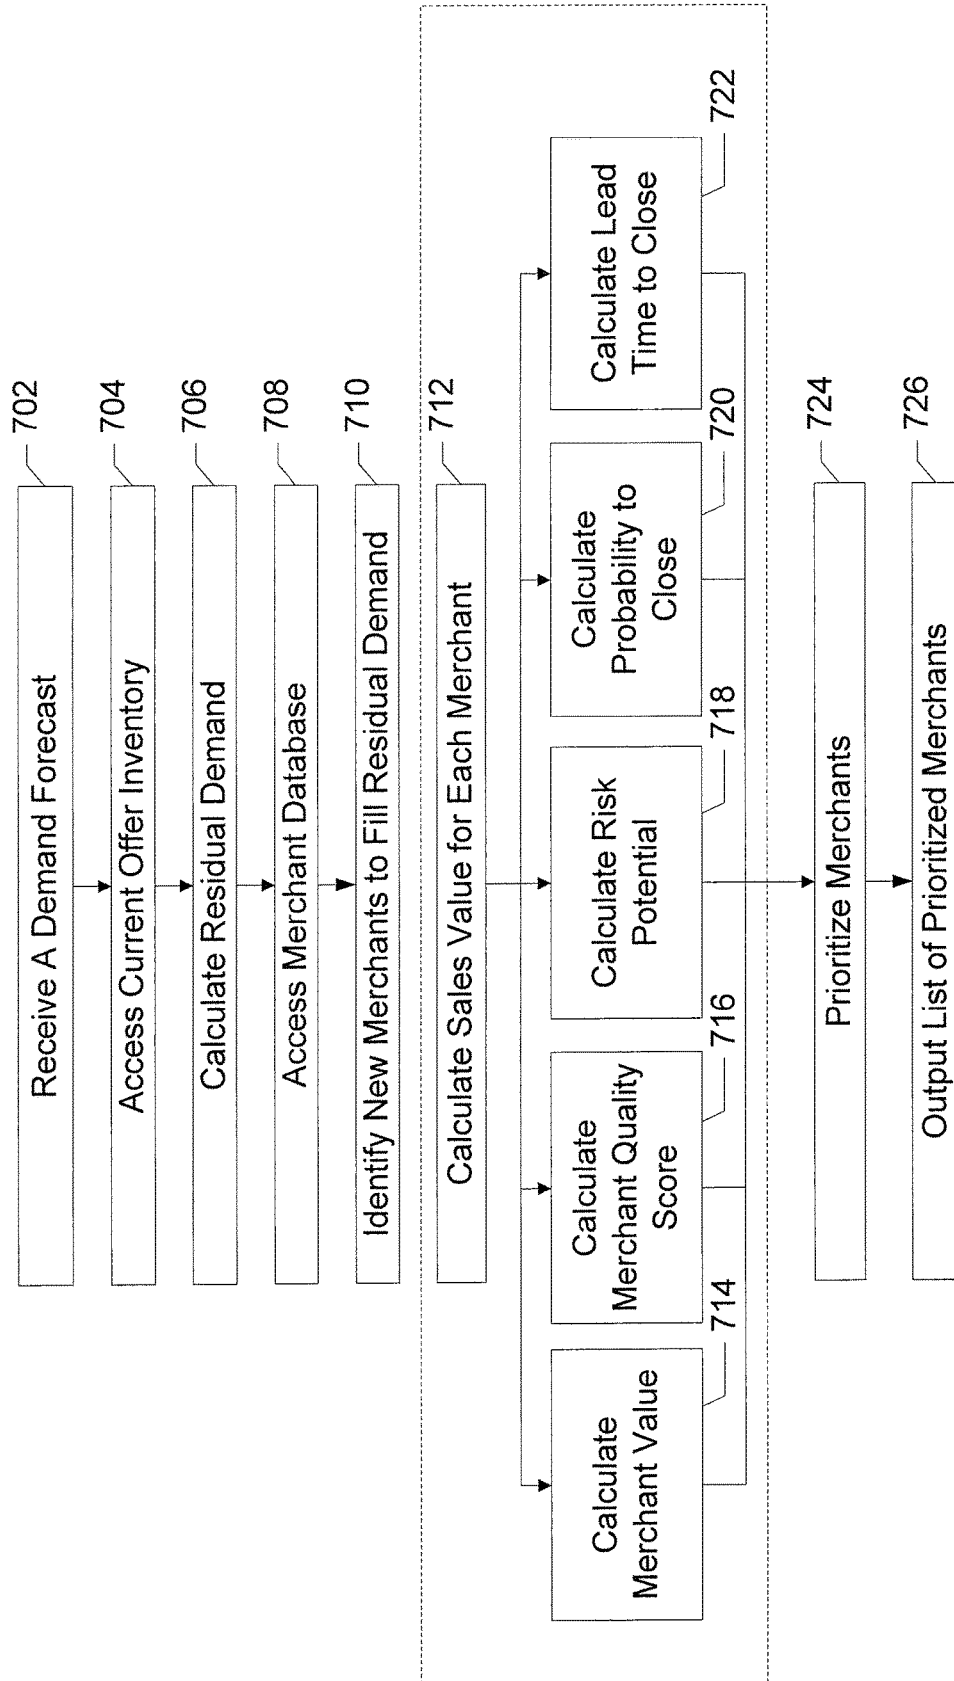 Receive A Demand Forecast
702
Access Current Offer Inventory
704
Calculate Residual Demand
706
Access Merchant Database
708
Identify New Merchants to Fill Residual Demand
710
Calculate Sales Value for Each Merchant
712
Calculate
Merchant Value
714
Calculate
Merchant Quality
Score
716
Calculate Risk
Potential
718
Calculate
Probability to
Close
720
Calculate Lead
Time to Close
722
Prioritize Merchants
724
Output List of Prioritized Merchants
726